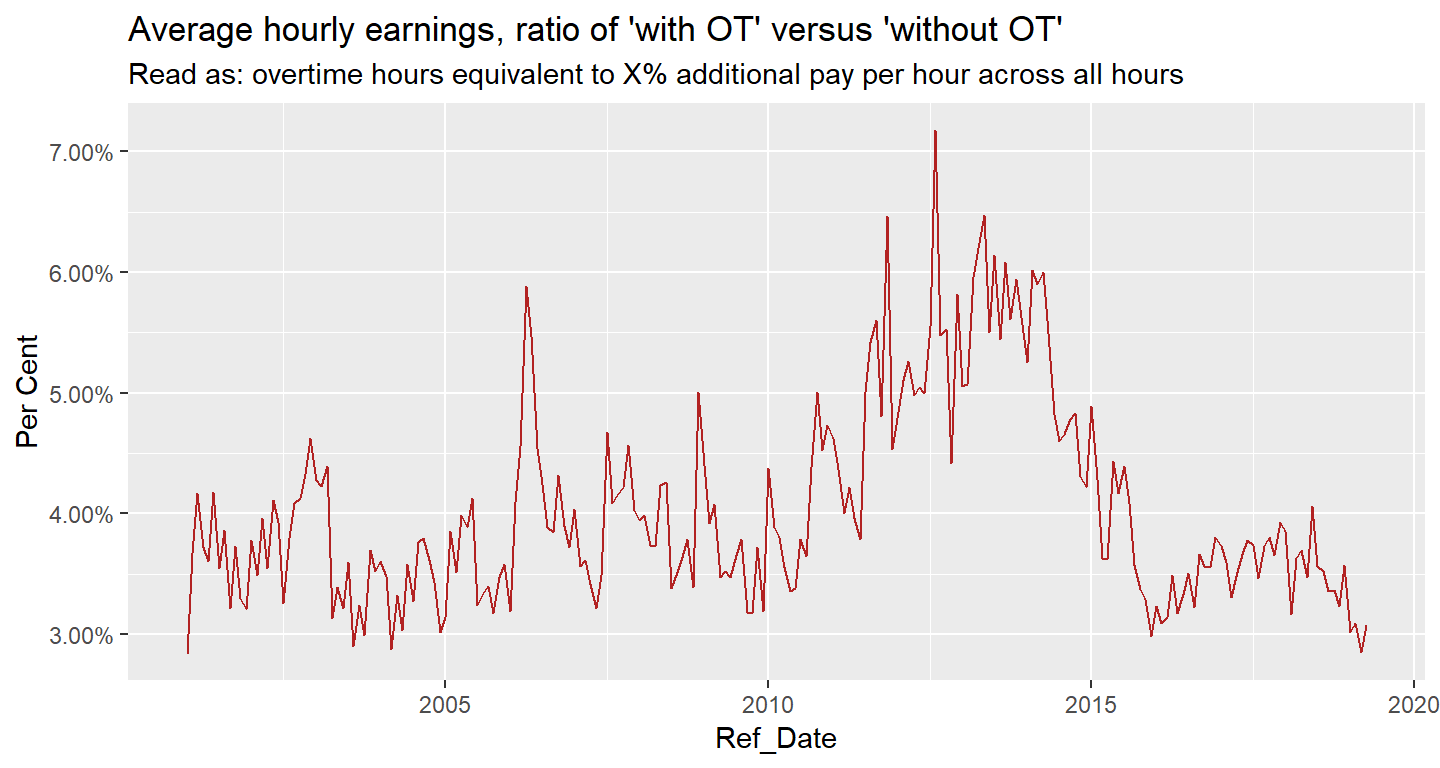 Average hourly earnings, ratio of 'with OT' versus 'without OT'
Read as: overtime hours equivalent to X% additional pay per hour across all hours
7.00%
6.00%
5.00%
4.00%
3.00%
Per Cent
2005
2010
2015
2020
Ref_Date